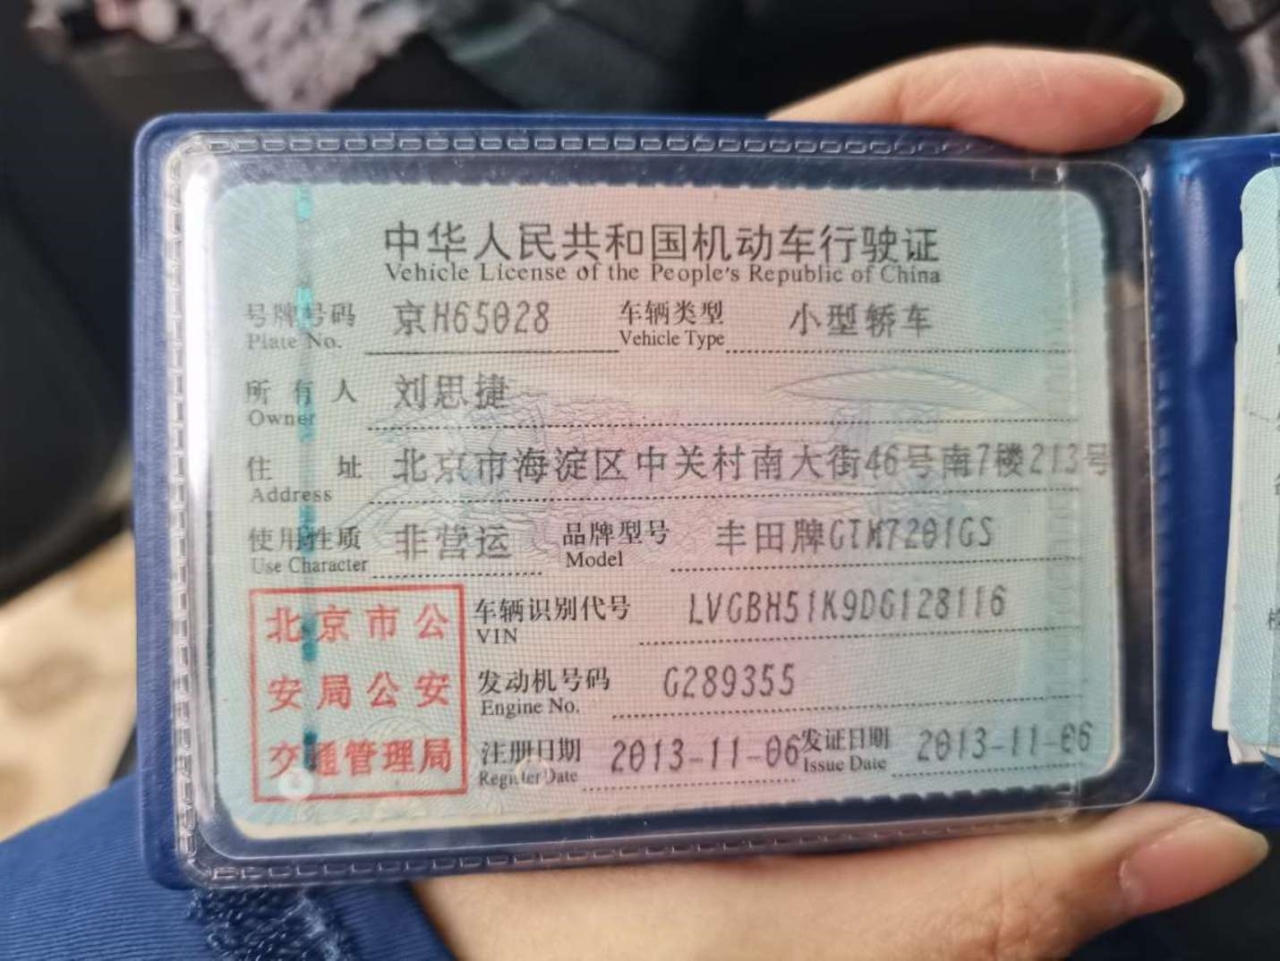 中华人民共和国机动车行驶证
Vehicle License of the People's Republic of China
号牌号码 京H65028 车辆类型 小型轿车
Plate No. Vehicle Type
所有人 刘思捷
Owner
住址 北京市海淀区中关村南大街46号南7楼213号
Address
使用性质 非营运 品牌型号 丰田牌GTM7201GS
Use Character Model
车辆识别代号 LVGBH51K9DG128116
VIN
发动机号码 G289355
Engine No.
注册日期 2013-11-06 发证日期 2013-11-06
Register Date Issue Date
北京市公
安局公安
交通管理局